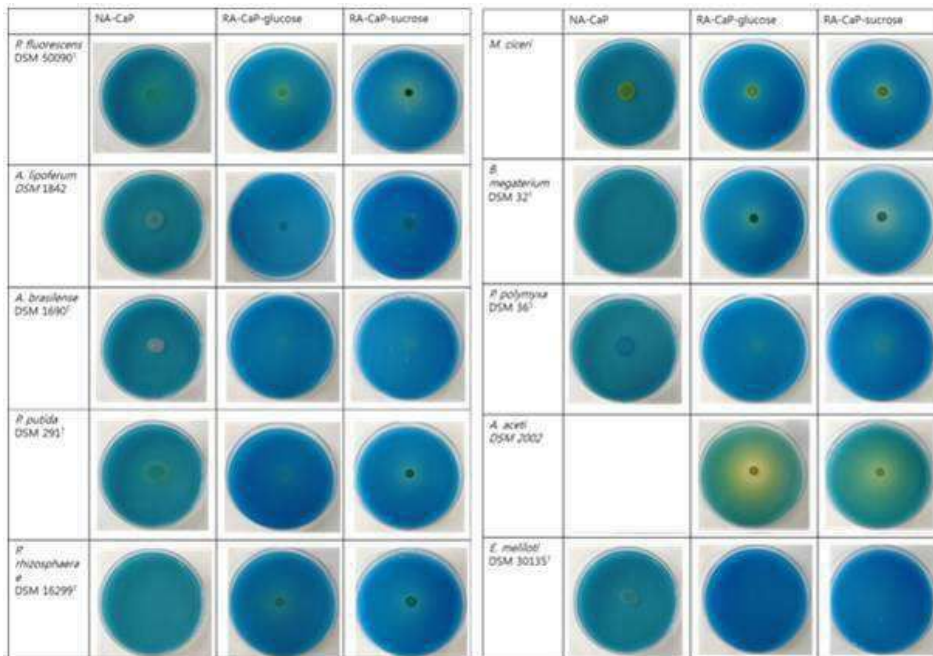 NA-CaP RA-CaP-glucose RA-CaP-sucrose
P. fluorescens
DSM 50090T
A. lipoferum
DSM 1842
A. brasilense
DSM 1690T
P. putida
DSM 291T
P.
rhizosphaera
e
DSM 16299T
NA-CaP RA-CaP-glucose RA-CaP-sucrose
M. ciceri
B.
megaterium
DSM 32T
P. polymyxa
DSM 36T
A. aceti
DSM 2002
E. meliloti
DSM 30135T